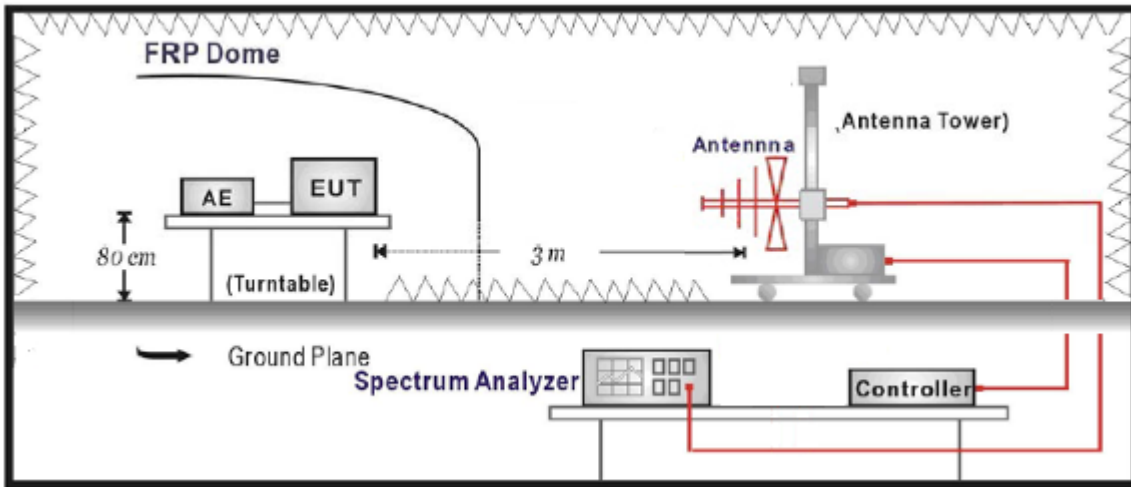 FRP Dome
(Antenna Tower)
Antennna
AE
EUT
80 cm
3 m
(Turntable)
Ground Plane
Spectrum Analyzer
Controller